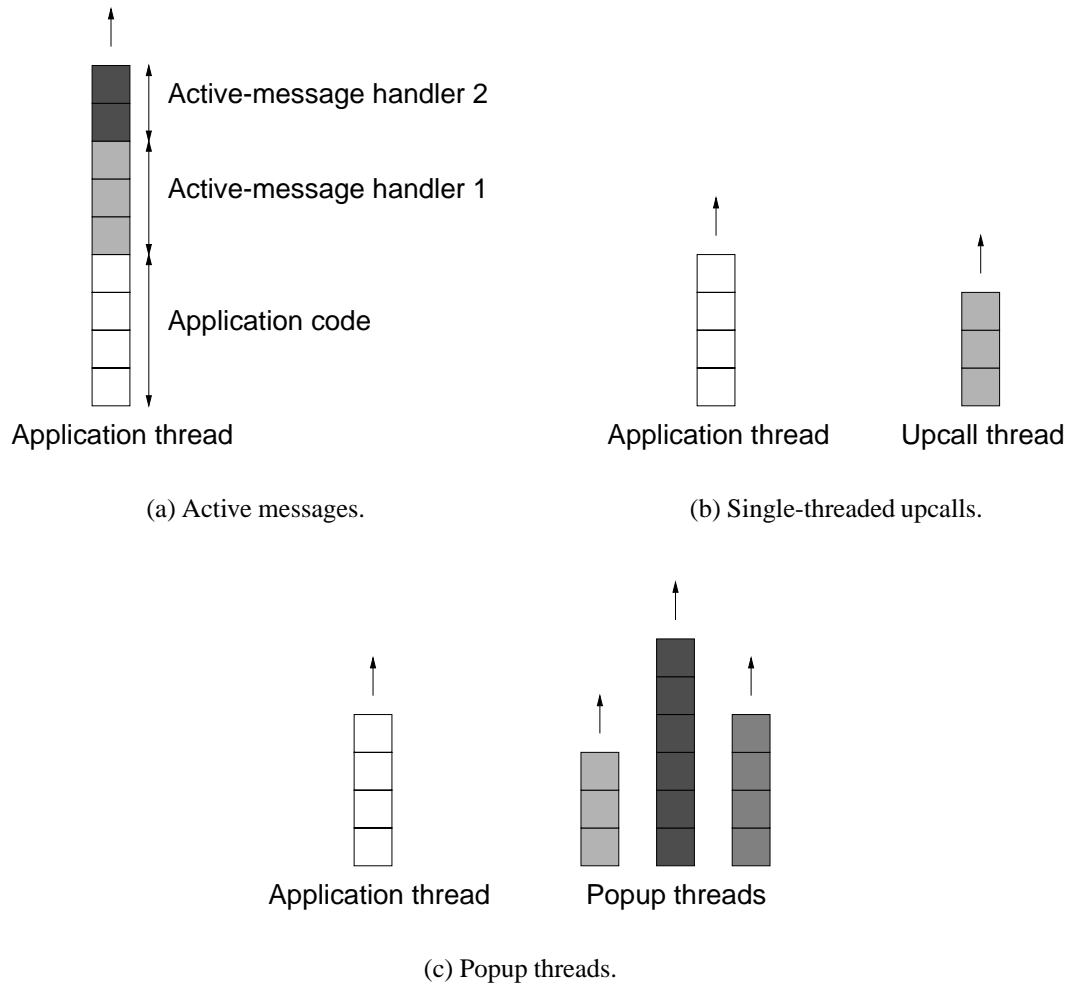 Active-message handler 2
Active-message handler 1
Application code
Application thread
(a) Active messages.
Application thread
Upcall thread
(b) Single-threaded upcalls.
Application thread
Popup threads
(c) Popup threads.